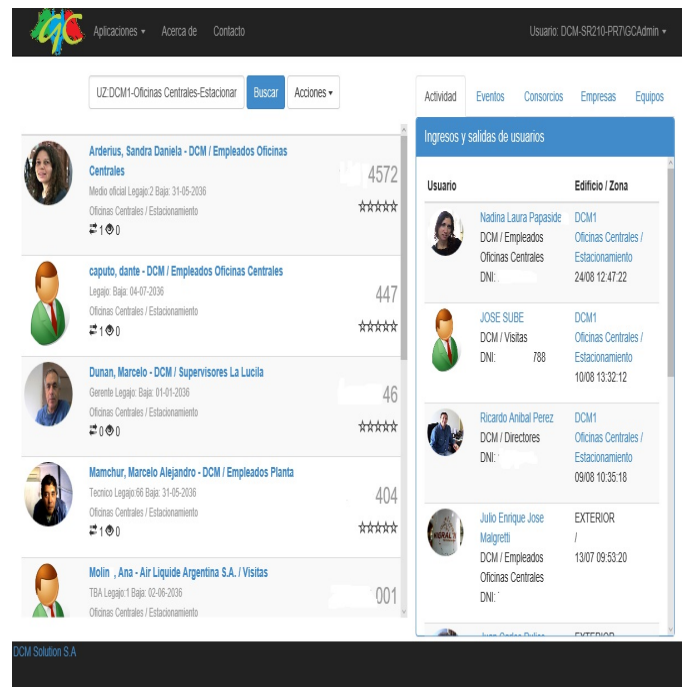 GC
Aplicaciones Acerca de Contacto
Usuario: DCM-SR210-PR7\GCAdmin
UZ:DCM1-Oficinas Centrales-Estacionar Buscar Acciones
Arderius, Sandra Daniela - DCM / Empleados Oficinas
Centrales
Medio oficial Legajo:2 Baja: 31-05-2036
Oficinas Centrales / Estacionamiento
1 0
4572
caputo, dante - DCM / Empleados Oficinas Centrales
Legajo: Baja: 04-07-2036
Oficinas Centrales / Estacionamiento
1 0
447
Dunan, Marcelo - DCM / Supervisores La Lucila
Gerente Legajo: Baja: 01-01-2036
Oficinas Centrales / Estacionamiento
0 0
46
Mamchur, Marcelo Alejandro - DCM / Empleados Planta
Tecnico Legajo:66 Baja: 31-05-2036
Oficinas Centrales / Estacionamiento
1 0
404
Molin , Ana - Air Liquide Argentina S.A. / Visitas
TBA Legajo:1 Baja: 02-06-2036
Oficinas Centrales / Estacionamiento
001
Actividad Eventos Consorcios Empresas Equipos
Ingresos y salidas de usuarios
Usuario Edificio / Zona
Nadina Laura Papaside
DCM / Empleados
Oficinas Centrales
DNI:
DCM1
Oficinas Centrales /
Estacionamiento
24/08 12:47:22
JOSE SUBE
DCM / Visitas
DNI: 788
DCM1
Oficinas Centrales /
Estacionamiento
10/08 13:32:12
Ricardo Anibal Perez
DCM / Directores
DNI:
DCM1
Oficinas Centrales /
Estacionamiento
09/08 10:35:18
Julio Enrique Jose
Malgretti
DCM / Empleados
Oficinas Centrales
DNI:
EXTERIOR
/
13/07 09:53:20
EXTERIOR
DCM Solution S.A